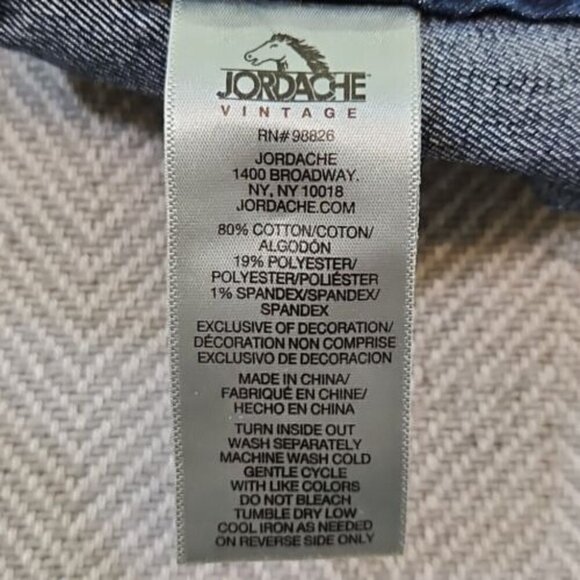 JORDACHE
VINTAGE
RN# 98826
JORDACHE
1400 BROADWAY.
NY, NY 10018
JORDACHE.COM
80% COTTON/COTON/
ALGODÓN
19% POLYESTER/
POLYESTER/POLIÉSTER
1% SPANDEX/SPANDEX/
SPANDEX
EXCLUSIVE OF DECORATION/
DÉCORATION NON COMPRISE
EXCLUSIVO DE DECORACION
MADE IN CHINA/
FABRIQUÉ EN CHINE/
HECHO EN CHINA
TURN INSIDE OUT
WASH SEPARATELY
MACHINE WASH COLD
GENTLE CYCLE
WITH LIKE COLORS
DO NOT BLEACH
TUMBLE DRY LOW
COOL IRON AS NEEDED
ON REVERSE SIDE ONLY